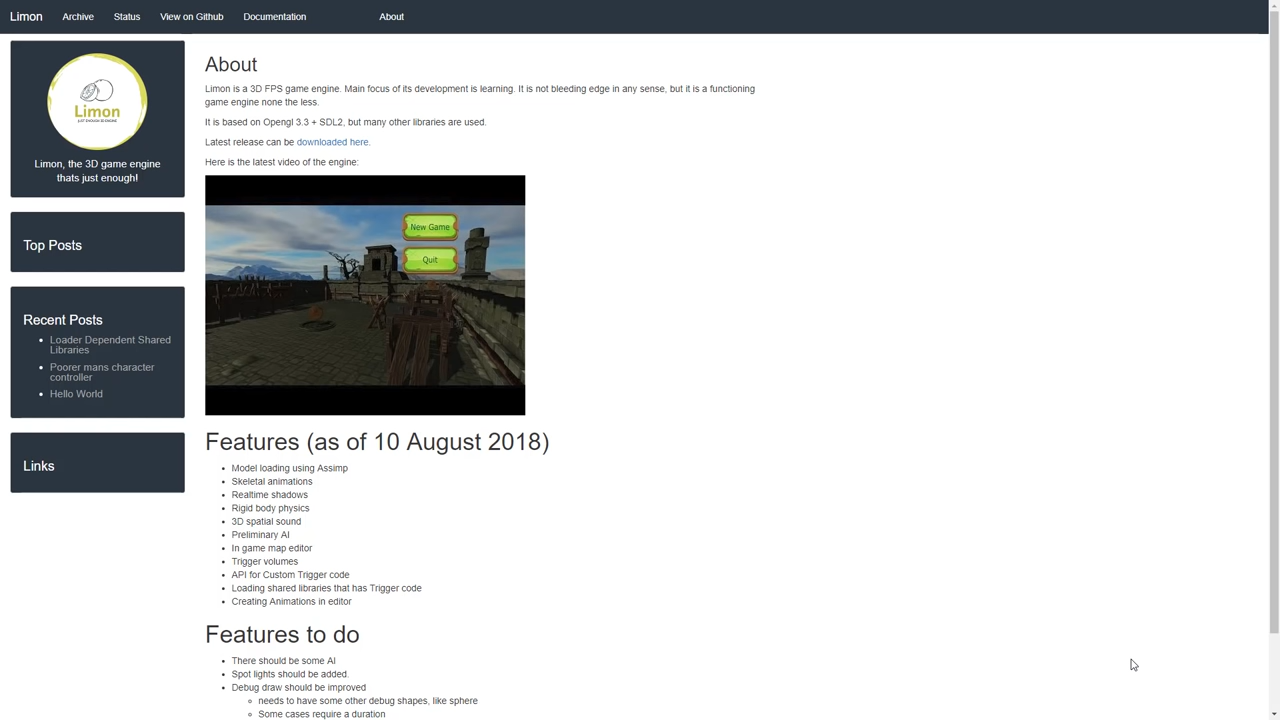 Limon Archive Status View on Github Documentation About
Limon
JUST ENOUGH 3D ENGINE
Limon, the 3D game engine
thats just enough!
Top Posts
Recent Posts
Loader Dependent Shared
Libraries
Poorer mans character
controller
Hello World
Links
About
Limon is a 3D FPS game engine. Main focus of its development is learning. It is not bleeding edge in any sense, but it is a functioning
game engine none the less.
It is based on Opengl 3.3 + SDL2, but many other libraries are used.
Latest release can be downloaded here.
Here is the latest video of the engine:
New Game
Quit
Features (as of 10 August 2018)
Model loading using Assimp
Skeletal animations
Realtime shadows
Rigid body physics
3D spatial sound
Preliminary AI
In game map editor
Trigger volumes
API for Custom Trigger code
Loading shared libraries that has Trigger code
Creating Animations in editor
Features to do
There should be some AI
Spot lights should be added.
Debug draw should be improved
needs to have some other debug shapes, like sphere
Some cases require a duration